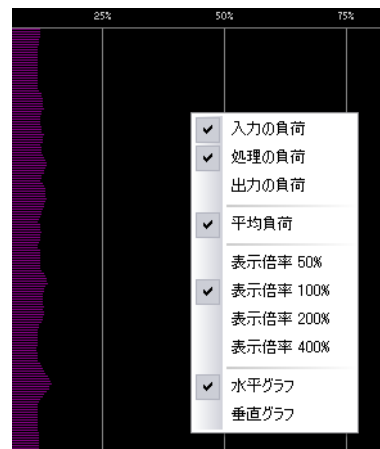 25% 50% 75%
入力の負荷
処理の負荷
出力の負荷
平均負荷
表示倍率 50%
表示倍率 100%
表示倍率 200%
表示倍率 400%
水平グラフ
垂直グラフ